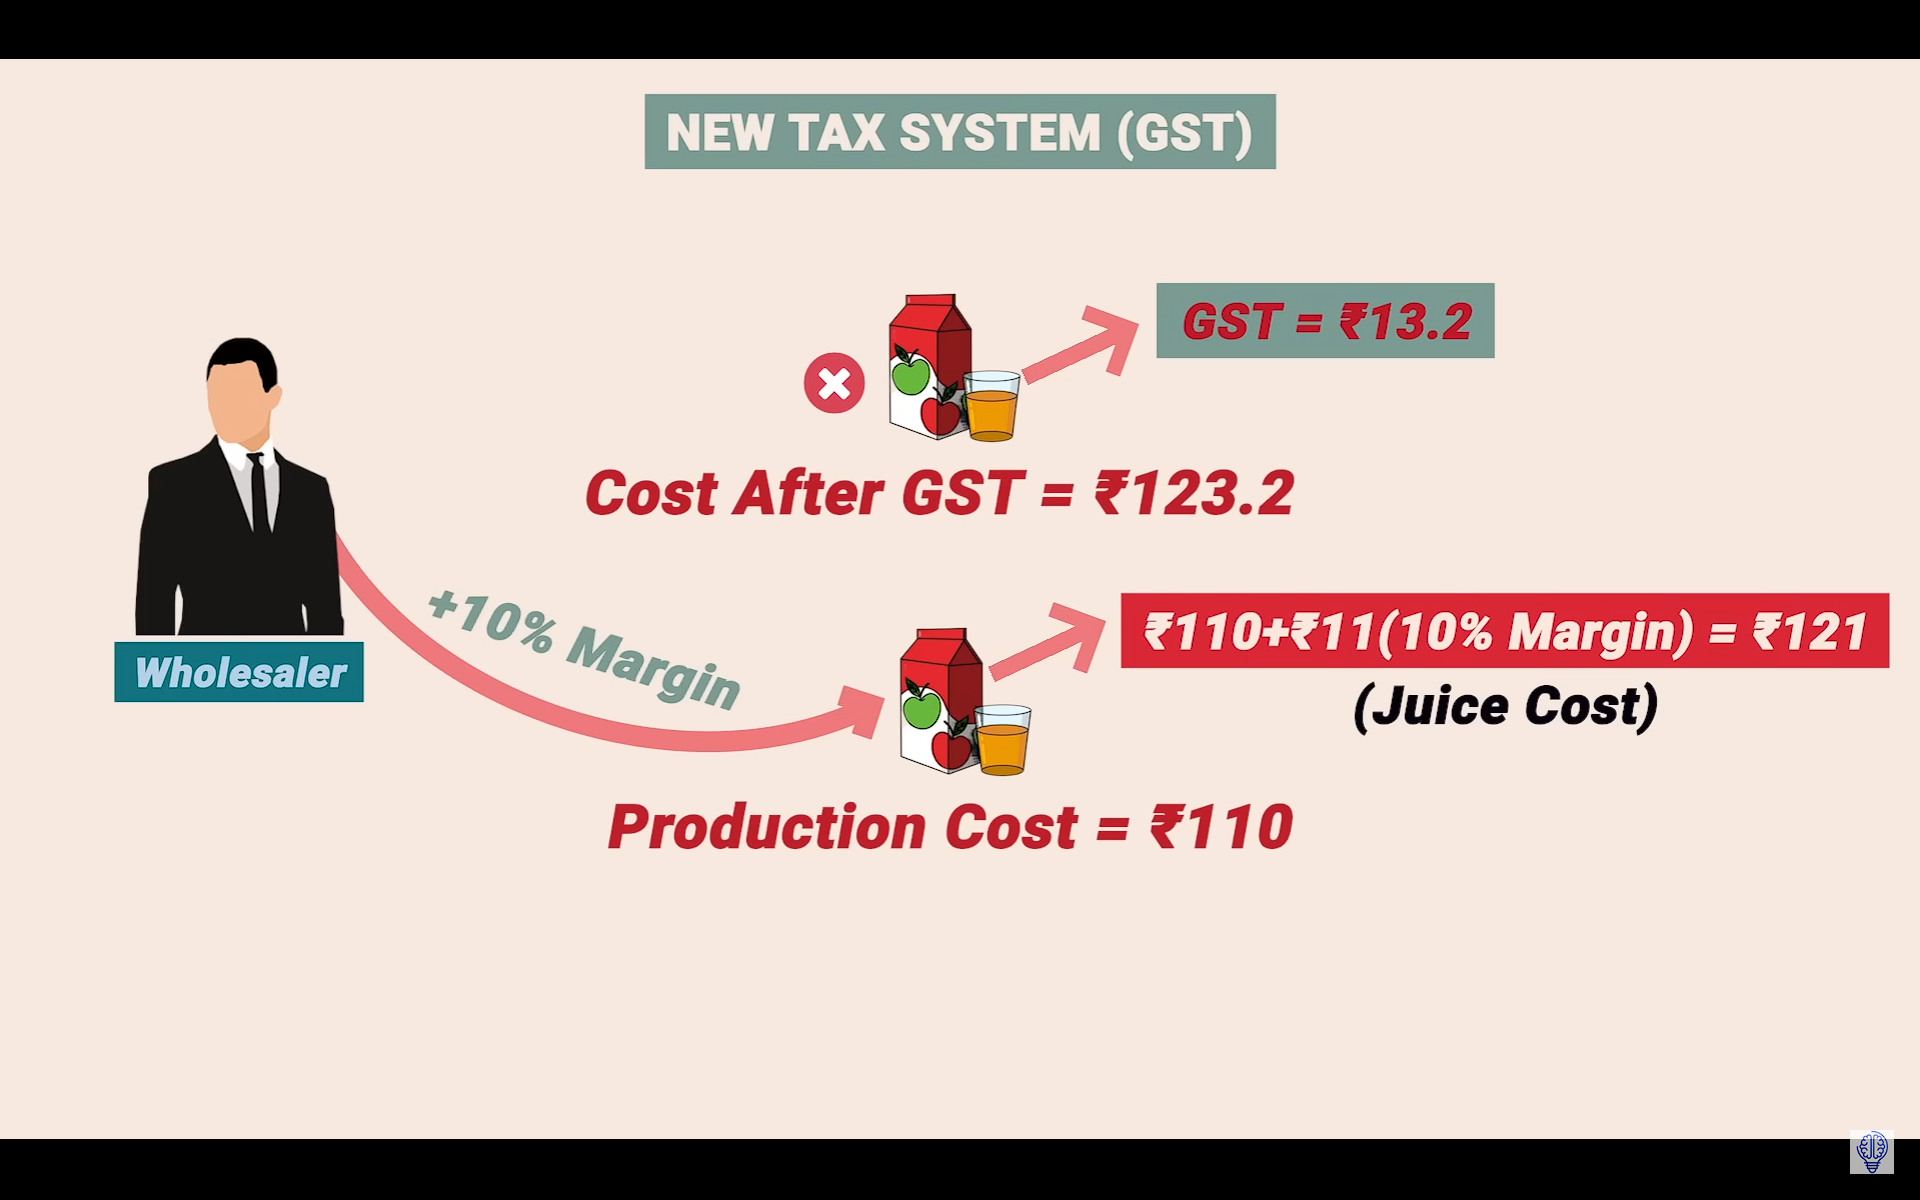 NEW TAX SYSTEM (GST)
GST = ₹13.2
Cost After GST = ₹123.2
+10% Margin
₹110+₹11(10% Margin) = ₹121
(Juice Cost)
Wholesaler
Production Cost = ₹110